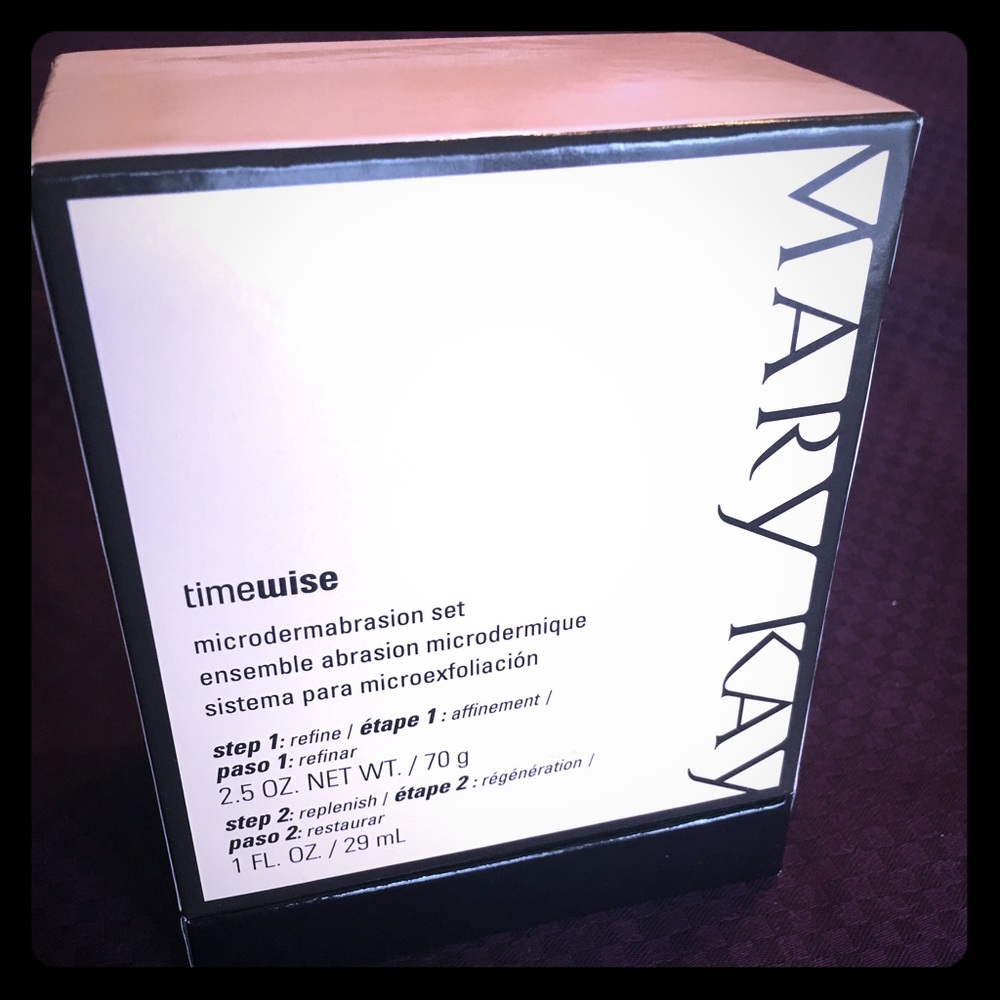 MARY KAY
timewise
microdermabrasion set
ensemble abrasion microdermique
sistema para microexfoliación
step 1: refine / étape 1 : affinement /
paso 1: refinar
2.5 OZ. NET WT. / 70 g
step 2: replenish / étape 2 : régénération /
paso 2: restaurar
1 FL. OZ. / 29 mL